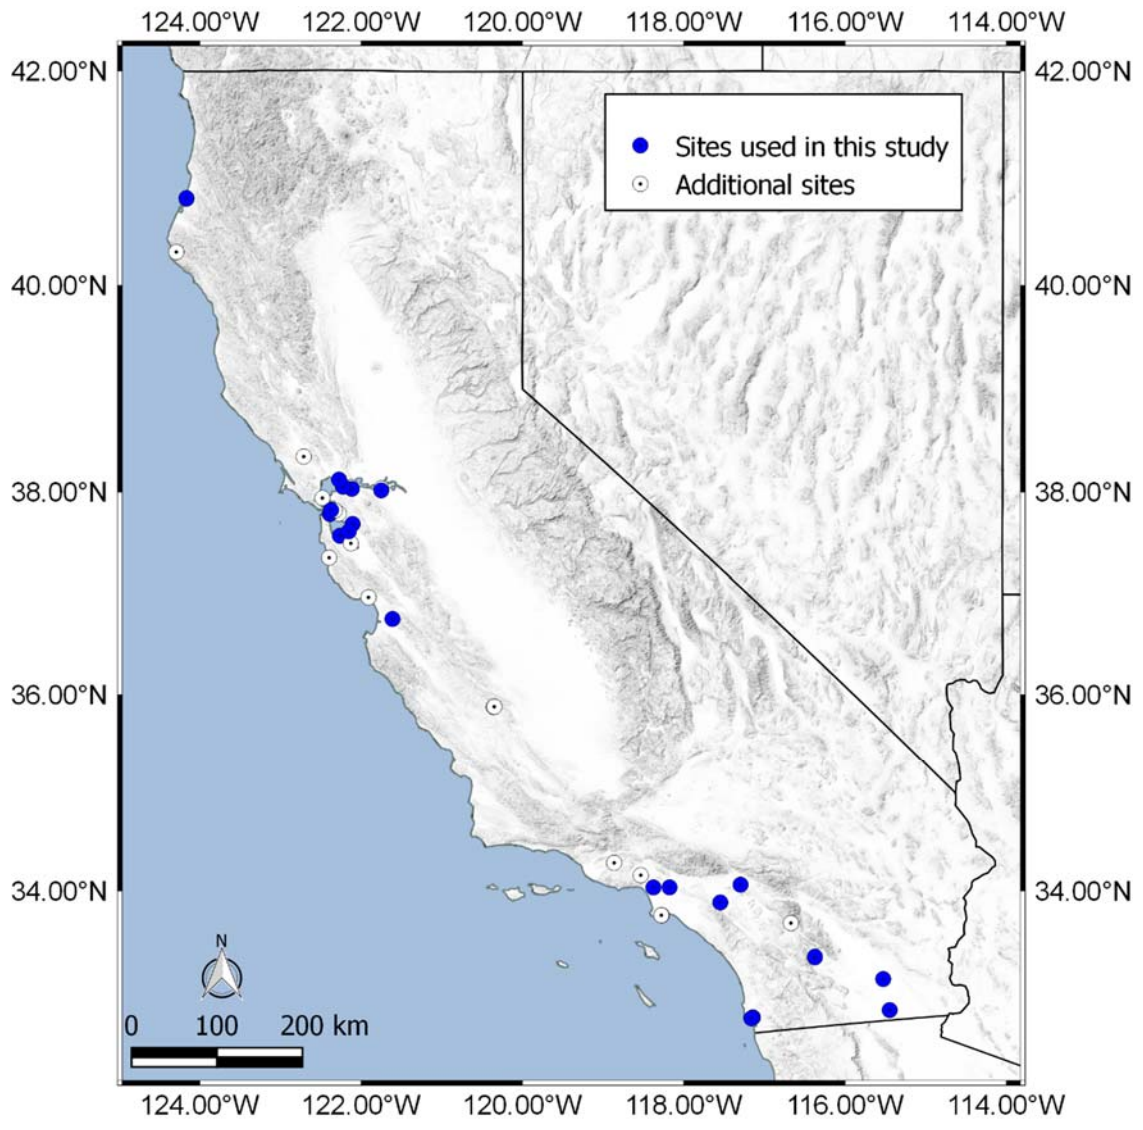 124.00°W 122.00°W 120.00°W 118.00°W 116.00°W 114.00°W
42.00°N 42.00°N
Sites used in this study
Additional sites
40.00°N 40.00°N
38.00°N 38.00°N
36.00°N 36.00°N
34.00°N 34.00°N
N
0 100 200 km
124.00°W 122.00°W 120.00°W 118.00°W 116.00°W 114.00°W